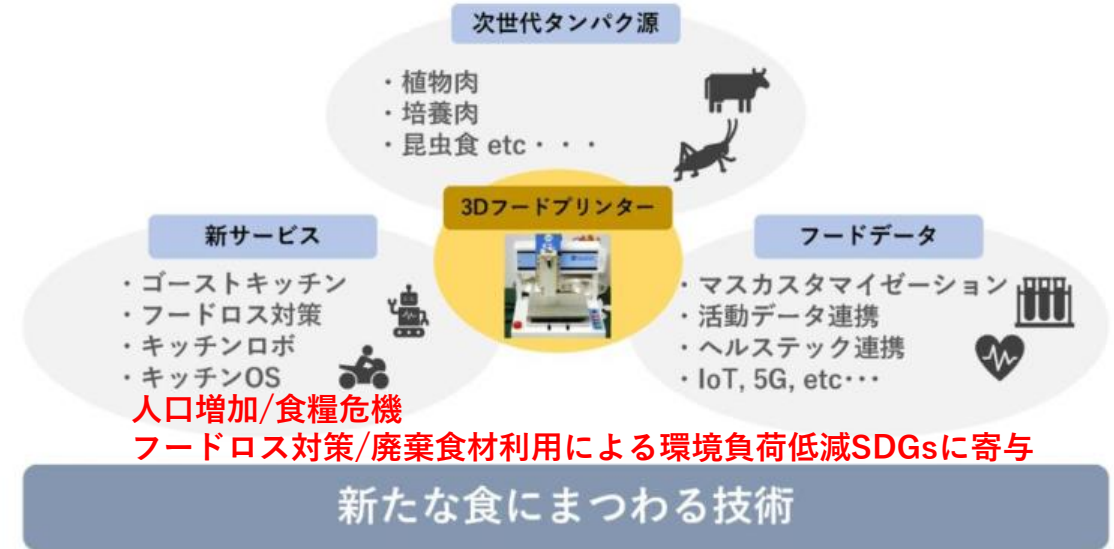 次世代タンパク源
・植物肉
・培養肉
・昆虫食 etc・・・
3Dフードプリンター
新サービス
・ゴーストキッチン
・フードロス対策
・キッチンロボ
・キッチンOS
フードデータ
・マスカスタマイゼーション
・活動データ連携
・ヘルステック連携
・IoT, 5G, etc･･･
人口増加/食糧危機
フードロス対策/廃棄食材利用による環境負荷低減SDGsに寄与
新たな食にまつわる技術